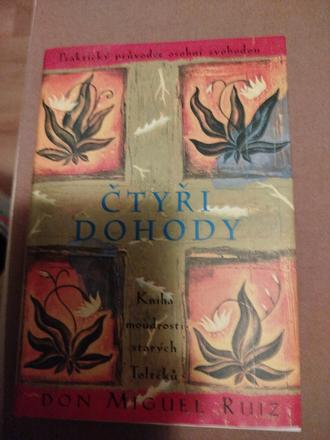 Praktický průvodce osobní svobodou
ČTYŘI
DOHODY
Kniha
moudrosti
starých
Toltéků
DON MIGUEL RUIZ